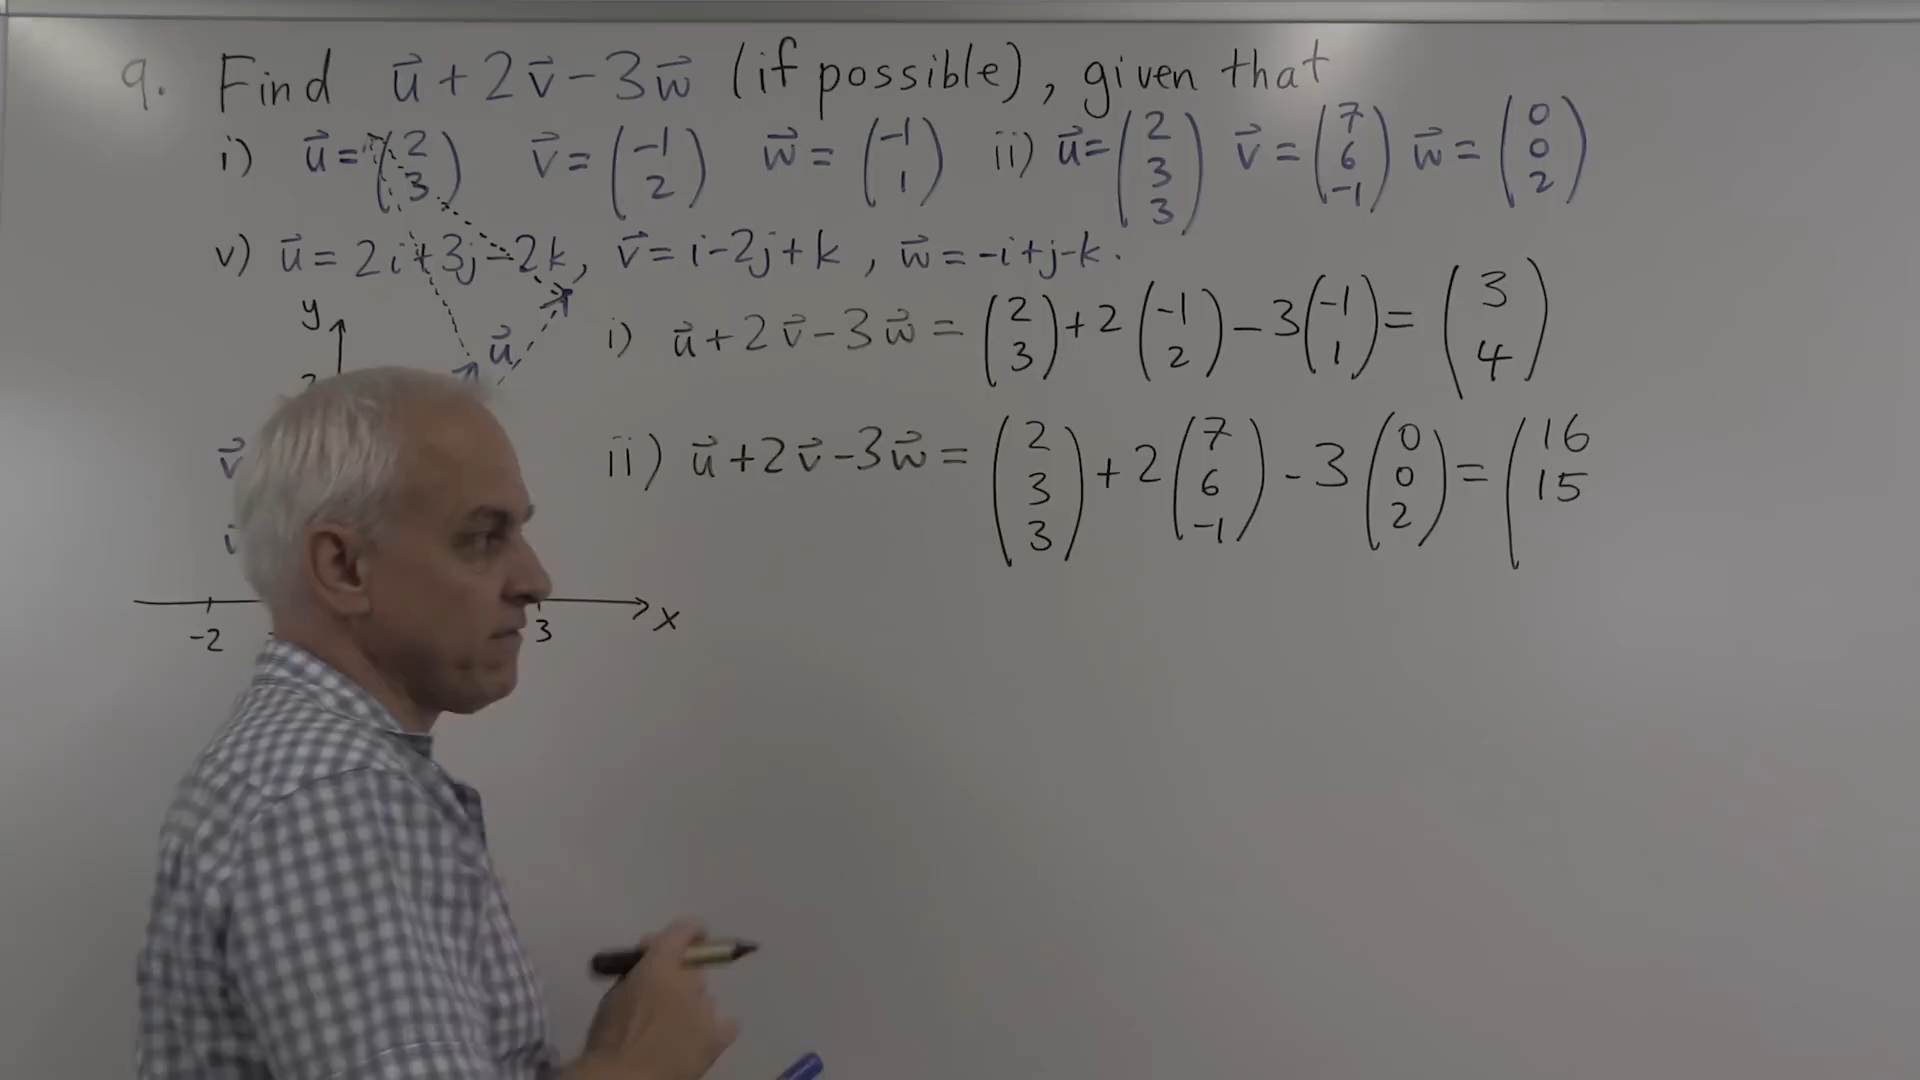 9. Find u⃗ + 2v⃗ − 3w⃗ (if possible), given that
i) u⃗ = (2 3) v⃗ = (-1 2) w⃗ = (-1 1) ii) u⃗ = (2 3 3) v⃗ = (7 6 -1) w⃗ = (0 0 2)
v) u⃗ = 2i+3j−2k, v⃗ = i−2j+k, w⃗ = −i+j−k.
y
i) u⃗ + 2v⃗ − 3w⃗ = (2 3) + 2(-1 2) − 3(-1 1) = (3 4)
u⃗
ii) u⃗ + 2v⃗ − 3w⃗ = (2 3 3) + 2(7 6 -1) − 3(0 0 2) = (16 15
v⃗
-2 3 x